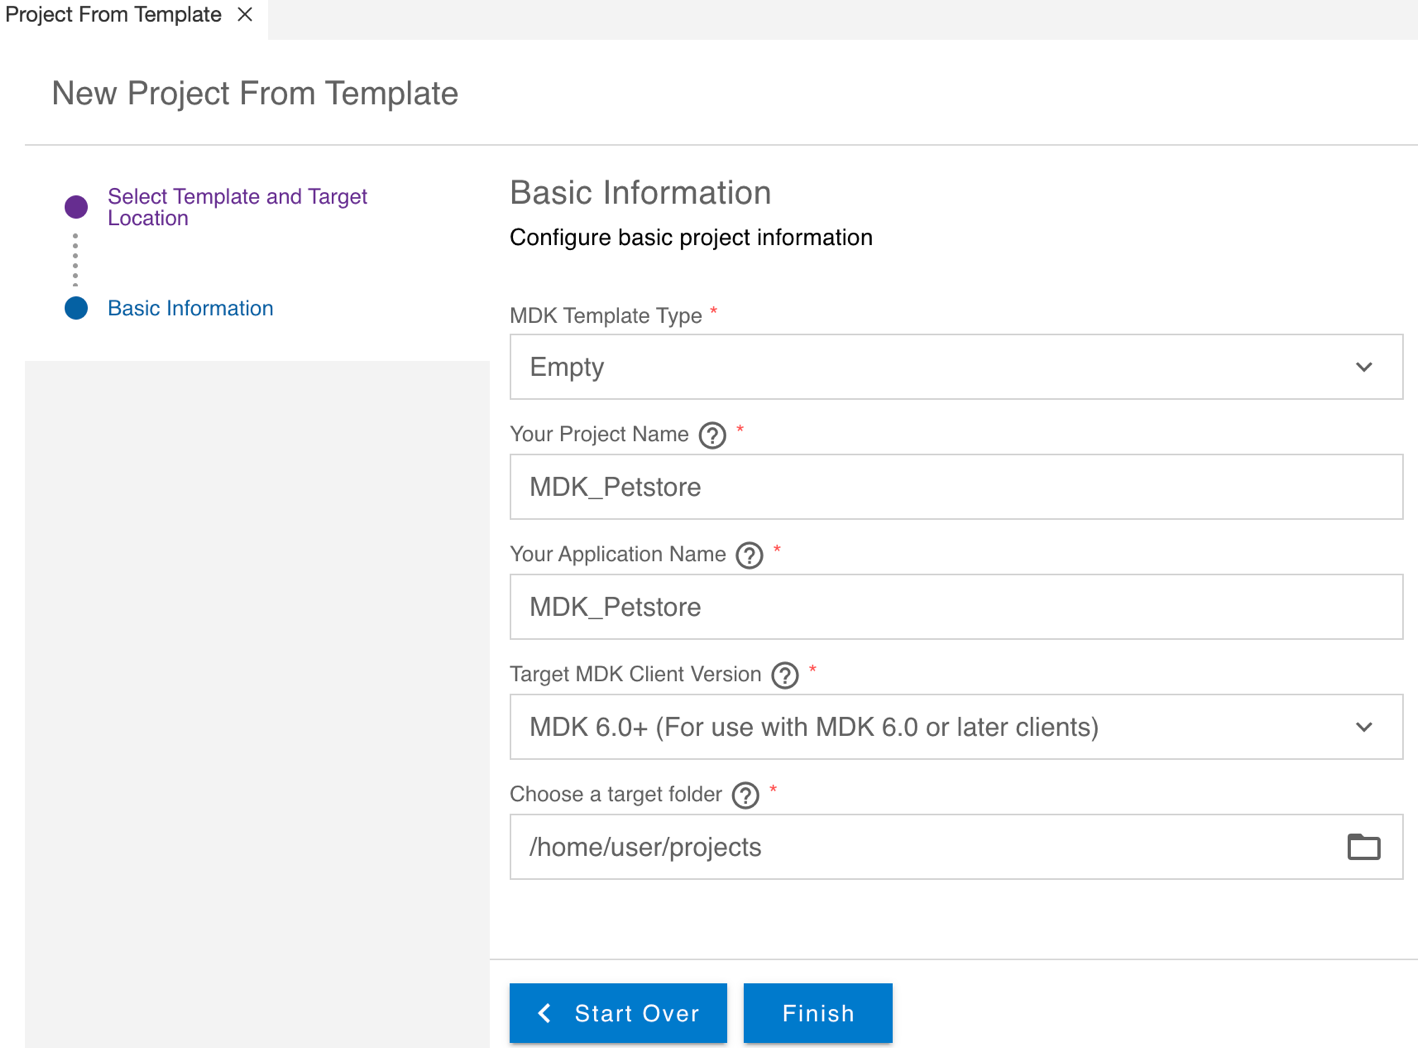 Project From Template
New Project From Template
Select Template and Target
Location
Basic Information
Basic Information
Configure basic project information
MDK Template Type *
Empty
Your Project Name ? *
MDK_Petstore
Your Application Name ? *
MDK_Petstore
Target MDK Client Version ? *
MDK 6.0+ (For use with MDK 6.0 or later clients)
Choose a target folder ? *
/home/user/projects
Start Over
Finish